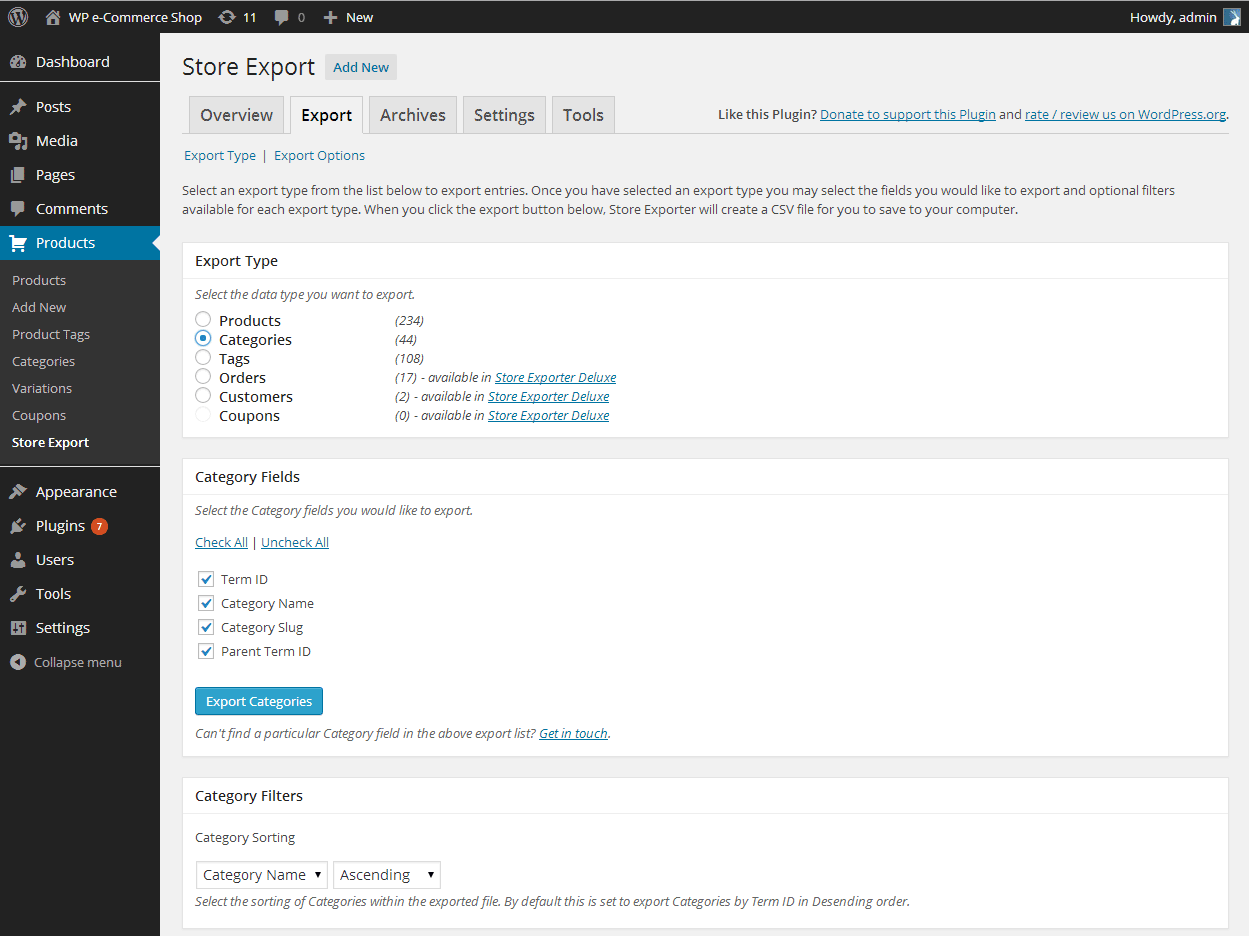 WP e-Commerce Shop 11 0 New Howdy, admin
Dashboard
Posts
Media
Pages
Comments
Products
Products
Add New
Product Tags
Categories
Variations
Coupons
Store Export
Appearance
Plugins 7
Users
Tools
Settings
Collapse menu
Store Export Add New
Overview Export Archives Settings Tools
Like this Plugin? Donate to support this Plugin and rate / review us on WordPress.org.
Export Type | Export Options
Select an export type from the list below to export entries. Once you have selected an export type you may select the fields you would like to export and optional filters
available for each export type. When you click the export button below, Store Exporter will create a CSV file for you to save to your computer.
Export Type
Select the data type you want to export.
Products (234)
Categories (44)
Tags (108)
Orders (17) - available in Store Exporter Deluxe
Customers (2) - available in Store Exporter Deluxe
Coupons (0) - available in Store Exporter Deluxe
Category Fields
Select the Category fields you would like to export.
Check All | Uncheck All
Term ID
Category Name
Category Slug
Parent Term ID
Export Categories
Can't find a particular Category field in the above export list? Get in touch.
Category Filters
Category Sorting
Category Name Ascending
Select the sorting of Categories within the exported file. By default this is set to export Categories by Term ID in Desending order.